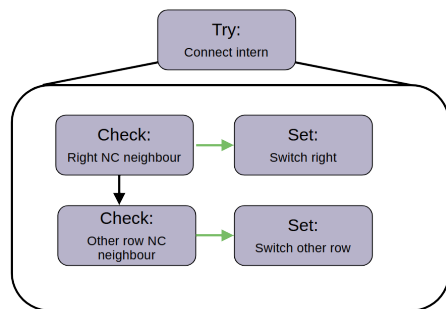 Try:
Connect intern
Check:
Right NC neighbour
Set:
Switch right
Check:
Other row NC
neighbour
Set:
Switch other row